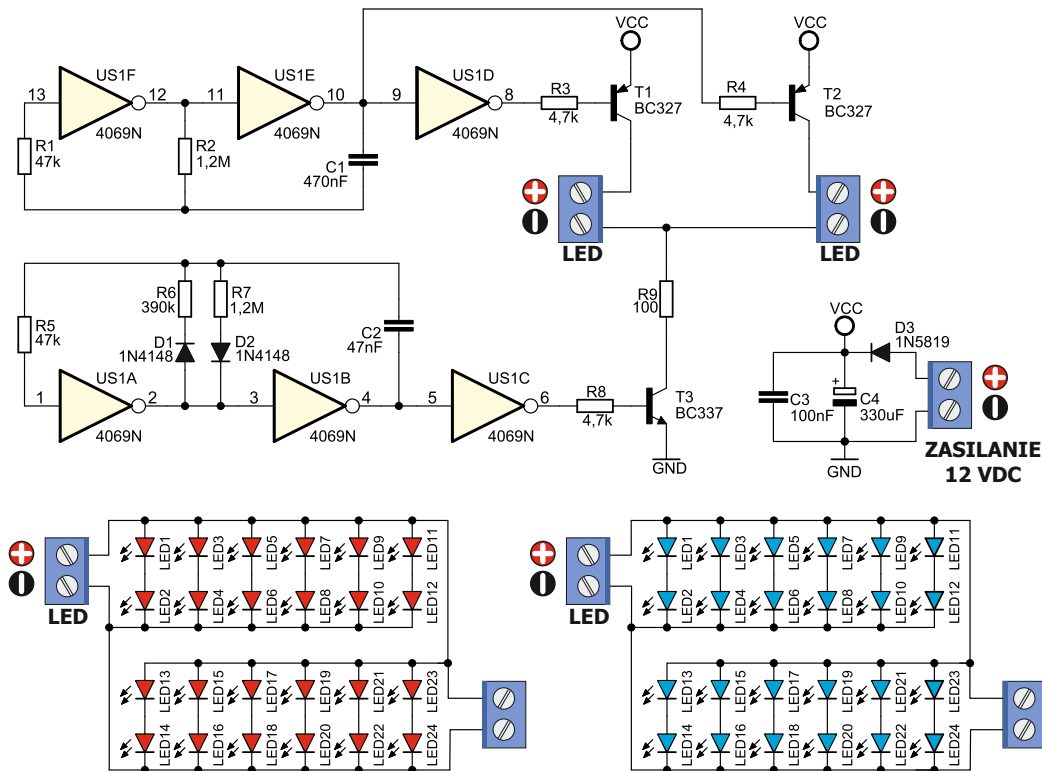 US1F
US1E
US1D
13
12
11
10
9
8
4069N
4069N
4069N
R1
47k
R2
1,2M
C1
470nF
R3
4,7k
VCC
T1
BC327
R4
4,7k
VCC
T2
BC327
LED
LED
R5
47k
R6
390k
R7
1,2M
D1
1N4148
D2
1N4148
C2
47nF
R9
100
US1A
US1B
US1C
1
2
3
4
5
6
4069N
4069N
4069N
R8
4,7k
T3
BC337
GND
VCC
D3
1N5819
C3
100nF
+
C4
330uF
GND
ZASILANIE
12 VDC
LED
LED1
LED3
LED5
LED7
LED9
LED11
LED2
LED4
LED6
LED8
LED10
LED12
LED13
LED15
LED17
LED19
LED21
LED23
LED14
LED16
LED18
LED20
LED22
LED24
LED
LED1
LED3
LED5
LED7
LED9
LED11
LED2
LED4
LED6
LED8
LED10
LED12
LED13
LED15
LED17
LED19
LED21
LED23
LED14
LED16
LED18
LED20
LED22
LED24